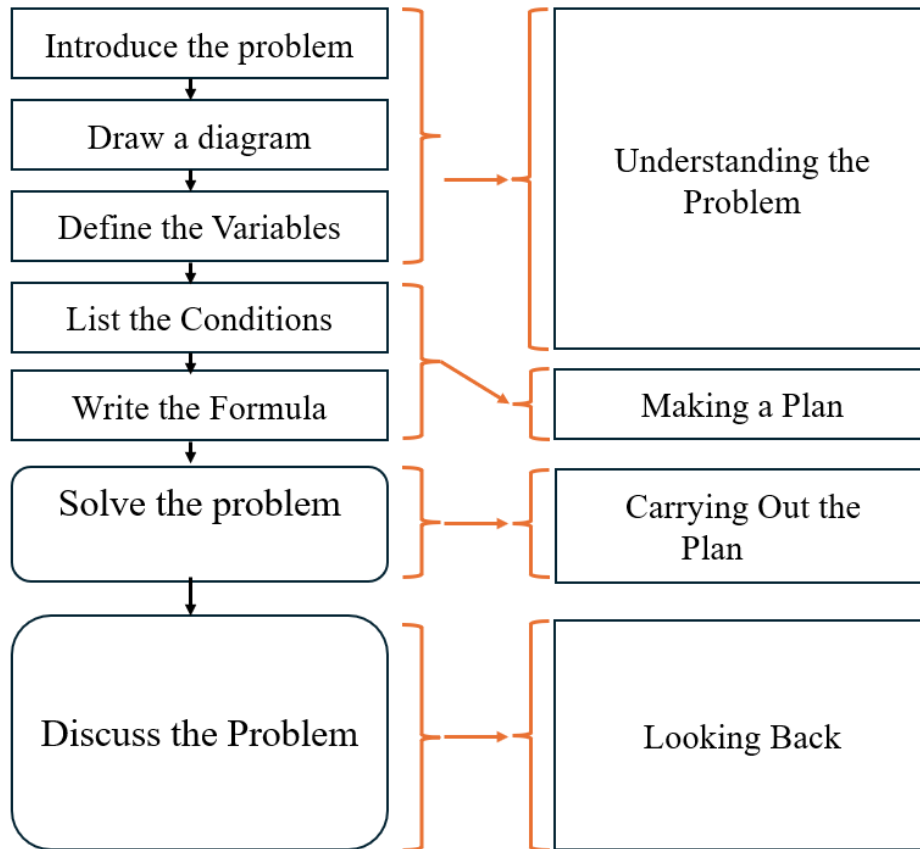 Introduce the problem
Draw a diagram
Define the Variables
List the Conditions
Write the Formula
Solve the problem
Discuss the Problem
Understanding the
Problem
Making a Plan
Carrying Out the
Plan
Looking Back